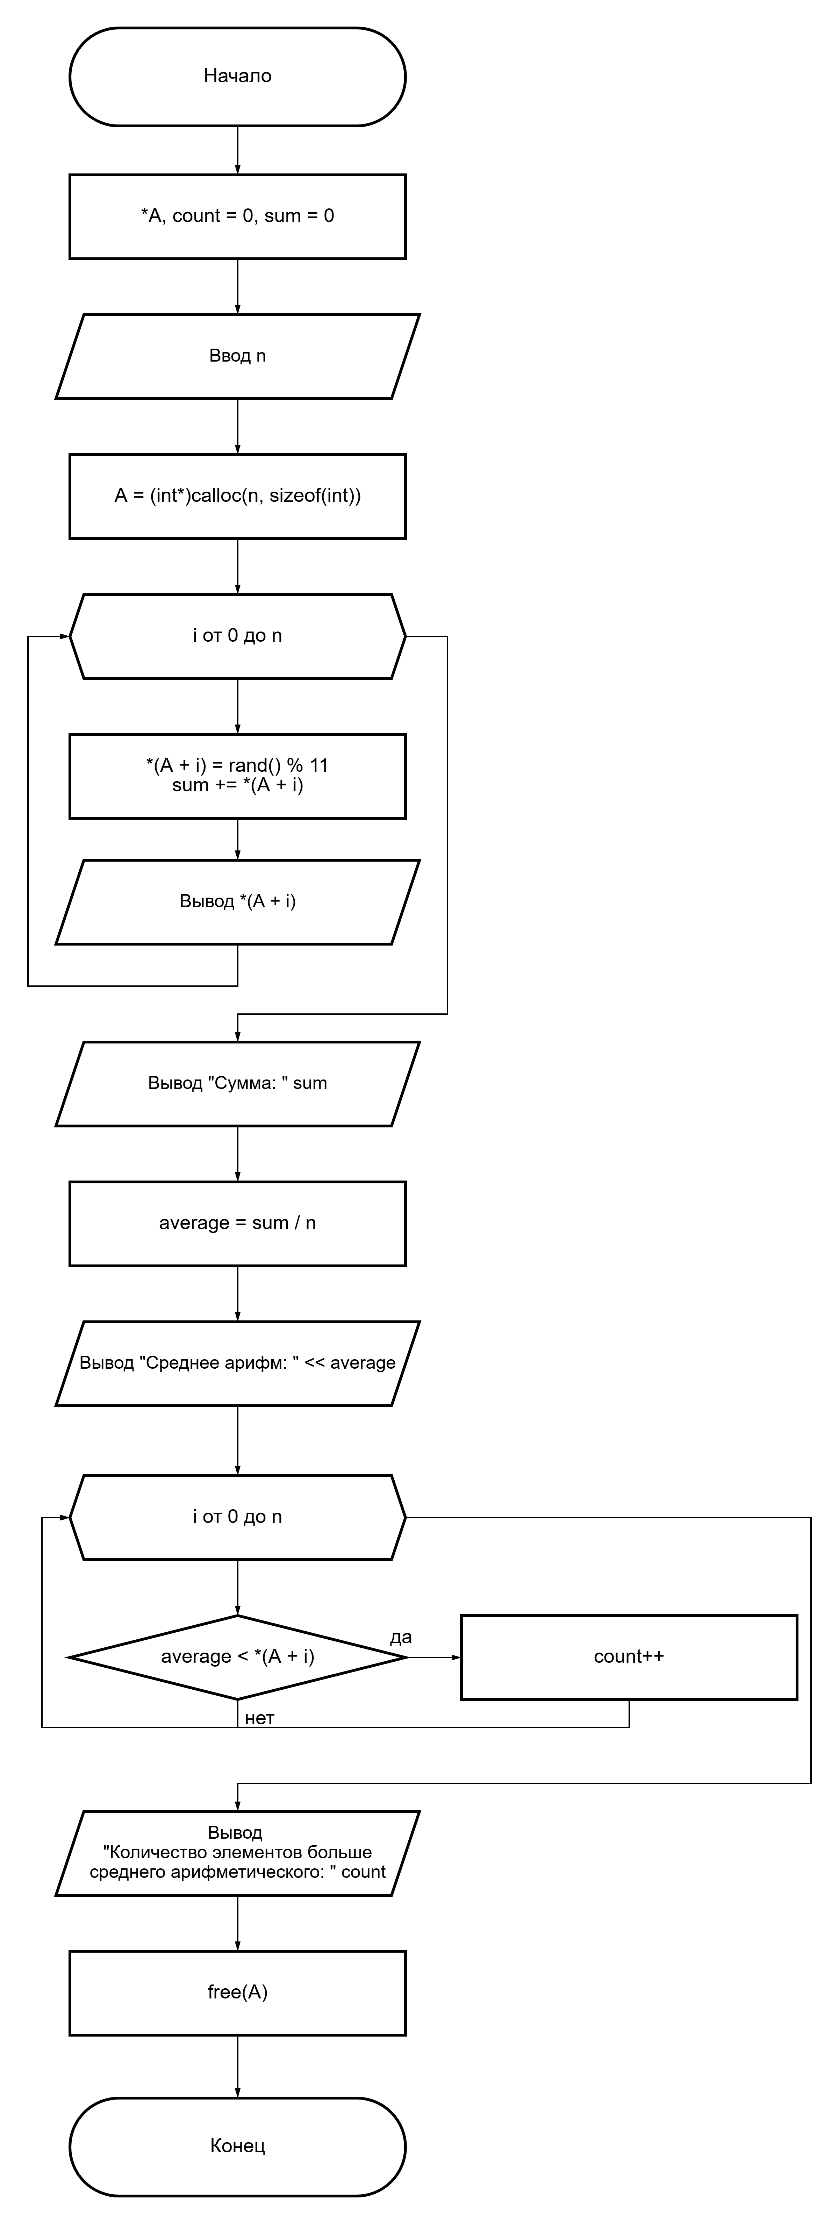 Начало
*A, count = 0, sum = 0
Ввод n
A = (int*)calloc(n, sizeof(int))
i от 0 до n
*(A + i) = rand() % 11
sum += *(A + i)
Вывод *(A + i)
Вывод "Сумма: " sum
average = sum / n
Вывод "Среднее арифм: " << average
i от 0 до n
average < *(A + i)
да
count++
нет
Вывод
"Количество элементов больше
среднего арифметического: " count
free(A)
Конец